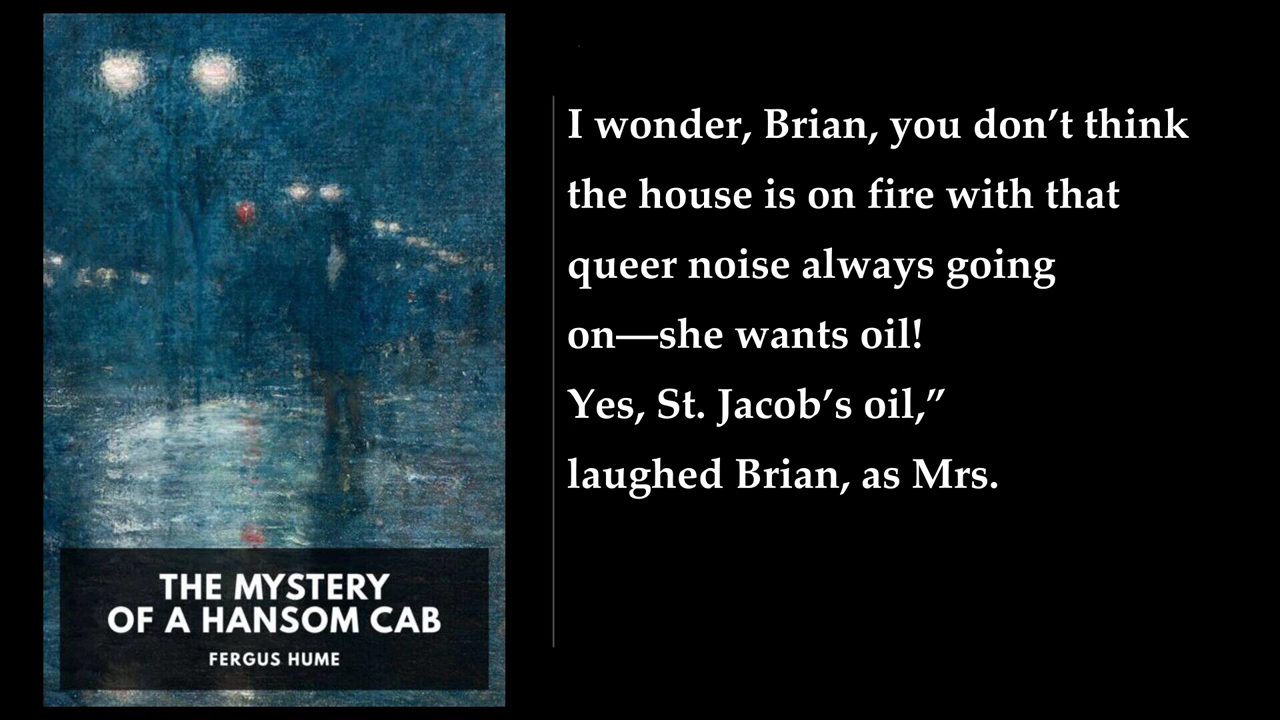 THE MYSTERY
OF A HANSOM CAB
FERGUS HUME
I wonder, Brian, you don’t think
the house is on fire with that
queer noise always going
on—she wants oil!
Yes, St. Jacob’s oil,”
laughed Brian, as Mrs.